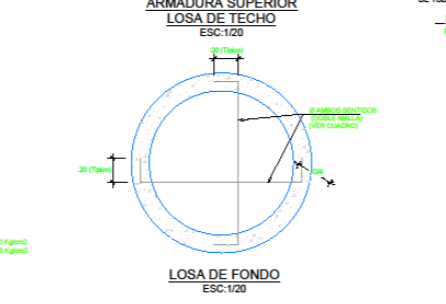 ARMADURA SUPERIOR
LOSA DE TECHO
ESC:1/20
.20 (Tipico)
Ø AMBOS SENTIDOS
(DOBLE MALLA)
(VER CUADRO)
.20 (Tipico)
LOSA DE FONDO
ESC:1/20